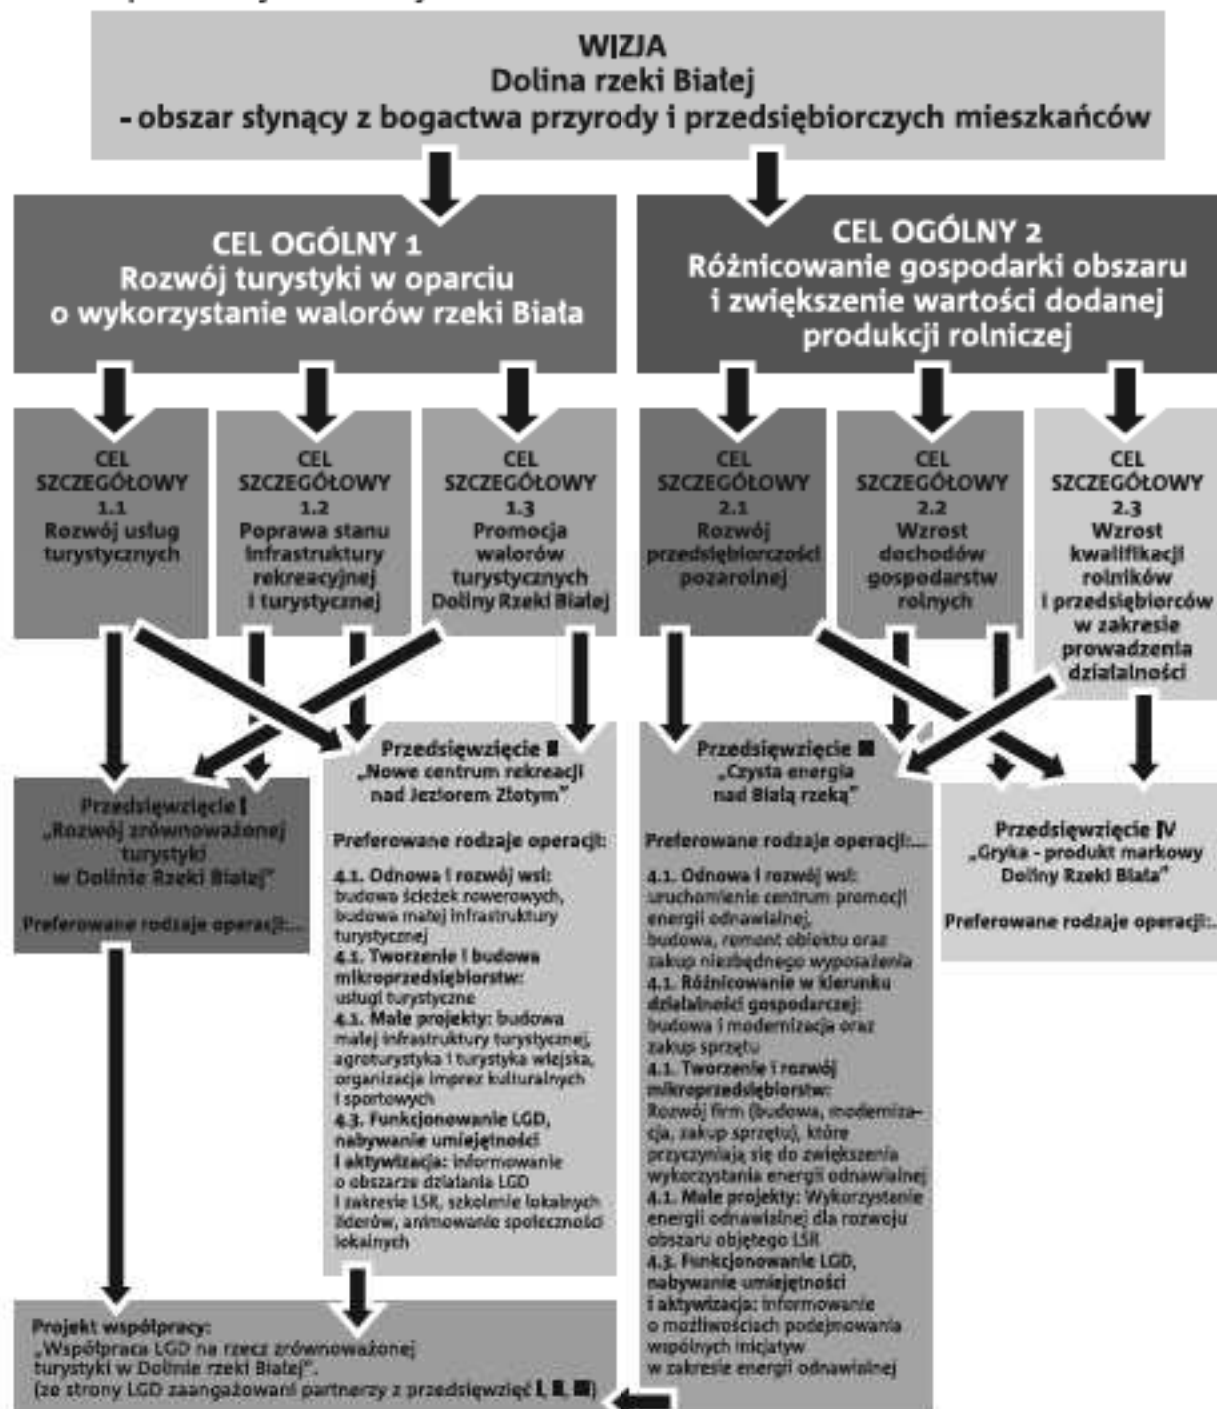 WIZJA
Dolina rzeki Białej
- obszar słynący z bogactwa przyrody i przedsiębiorczych mieszkańców
CEL OGÓLNY 1
Rozwój turystyki w oparciu
o wykorzystanie walorów rzeki Biała
CEL OGÓLNY 2
Różnicowanie gospodarki obszaru
i zwiększenie wartości dodanej
produkcji rolniczej
CEL
SZCZEGÓŁOWY
1.1
Rozwój usług
turystycznych
CEL
SZCZEGÓŁOWY
1.2
Poprawa stanu
infrastruktury
rekreacyjnej
i turystycznej
CEL
SZCZEGÓŁOWY
1.3
Promocja
walorów
turystycznych
Doliny Rzeki Białej
CEL
SZCZEGÓŁOWY
2.1
Rozwój
przedsiębiorczości
pozarolnej
CEL
SZCZEGÓŁOWY
2.2
Wzrost
dochodów
gospodarstw
rolnych
CEL
SZCZEGÓŁOWY
2.3
Wzrost
kwalifikacji
rolników
i przedsiębiorców
w zakresie
prowadzenia
działalności
Przedsięwzięcie I
„Rozwój zrównoważonej
turystyki
w Dolinie Rzeki Białej”
Preferowane rodzaje operacji:...
Przedsięwzięcie II
„Nowe centrum rekreacji
nad Jeziorem Złotym”
Preferowane rodzaje operacji:
4.1. Odnowa i rozwój wsi:
budowa ścieżek rowerowych,
budowa małej infrastruktury
turystycznej
4.1. Tworzenie i budowa
mikroprzedsiębiorstw:
usługi turystyczne
4.1. Małe projekty: budowa
małej infrastruktury turystycznej,
agroturystyka i turystyka wiejska,
organizacja imprez kulturalnych
i sportowych
4.3. Funkcjonowanie LGD,
nabywanie umiejętności
i aktywizacja: informowanie
o obszarze działania LGD
i zakresie LSR, szkolenie lokalnych
liderów, animowanie społeczności
lokalnych
Przedsięwzięcie III
„Czysta energia
nad Białą rzeką”
Preferowane rodzaje operacji:...
4.1. Odnowa i rozwój wsi:
uruchomienie centrum promocji
energii odnawialnej,
budowa, remont obiektu oraz
zakup niezbędnego wyposażenia
4.1. Różnicowanie w kierunku
działalności gospodarczej:
budowa i modernizacja oraz
zakup sprzętu
4.1. Tworzenie i rozwój
mikroprzedsiębiorstw:
Rozwój firm (budowa, moderniza-
cja, zakup sprzętu), które
przyczyniają się do zwiększenia
wykorzystania energii odnawialnej
4.1. Małe projekty: Wykorzystanie
energii odnawialnej dla rozwoju
obszaru objętego LSR
4.3. Funkcjonowanie LGD,
nabywanie umiejętności
i aktywizacja: informowanie
o możliwościach podejmowania
wspólnych inicjatyw
w zakresie energii odnawialnej
Przedsięwzięcie IV
„Gryka - produkt markowy
Doliny Rzeki Biała”
Preferowane rodzaje operacji:..
Projekt współpracy:
„Współpraca LGD na rzecz zrównoważonej
turystyki w Dolinie rzeki Białej”.
(ze strony LGD zaangażowani partnerzy z przedsięwzięć I, II, III)